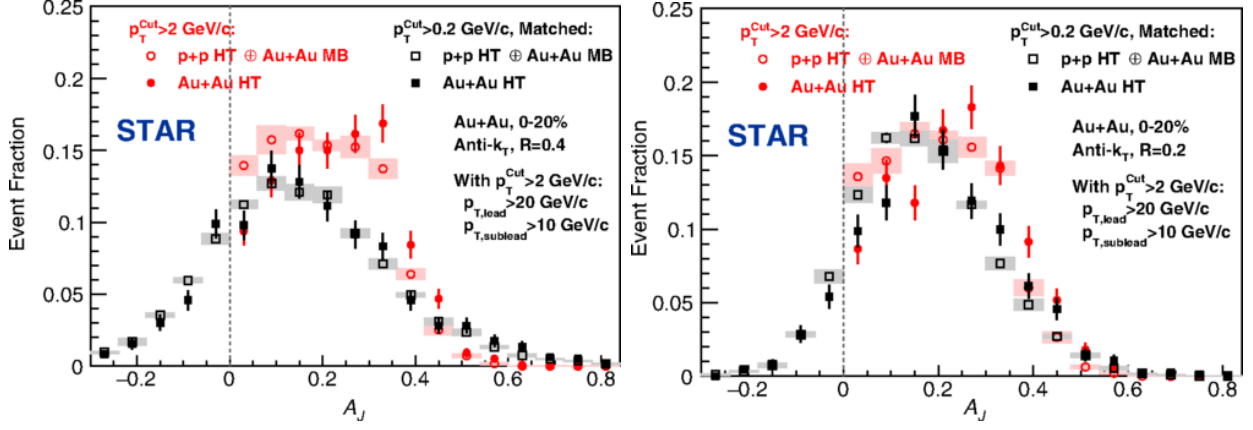 p_T^Cut>2 GeV/c:
p+p HT ⊕ Au+Au MB
Au+Au HT
p_T^Cut>0.2 GeV/c, Matched:
p+p HT ⊕ Au+Au MB
Au+Au HT
STAR
Au+Au, 0-20%
Anti-k_T, R=0.4
With p_T^Cut>2 GeV/c:
p_T,lead>20 GeV/c
p_T,sublead>10 GeV/c
Event Fraction
0.25
0.2
0.15
0.1
0.05
0
−0.2 0 0.2 0.4 0.6 0.8
A_J
p_T^Cut>2 GeV/c:
p+p HT ⊕ Au+Au MB
Au+Au HT
p_T^Cut>0.2 GeV/c, Matched:
p+p HT ⊕ Au+Au MB
Au+Au HT
STAR
Au+Au, 0-20%
Anti-k_T, R=0.2
With p_T^Cut>2 GeV/c:
p_T,lead>20 GeV/c
p_T,sublead>10 GeV/c
Event Fraction
0.25
0.2
0.15
0.1
0.05
0
−0.2 0 0.2 0.4 0.6 0.8
A_J